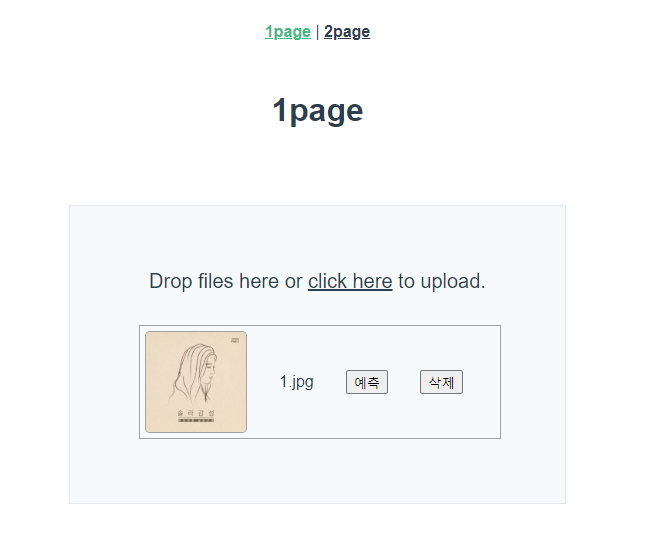 1page | 2page
1page
Drop files here or click here to upload.
1.jpg 예측 삭제